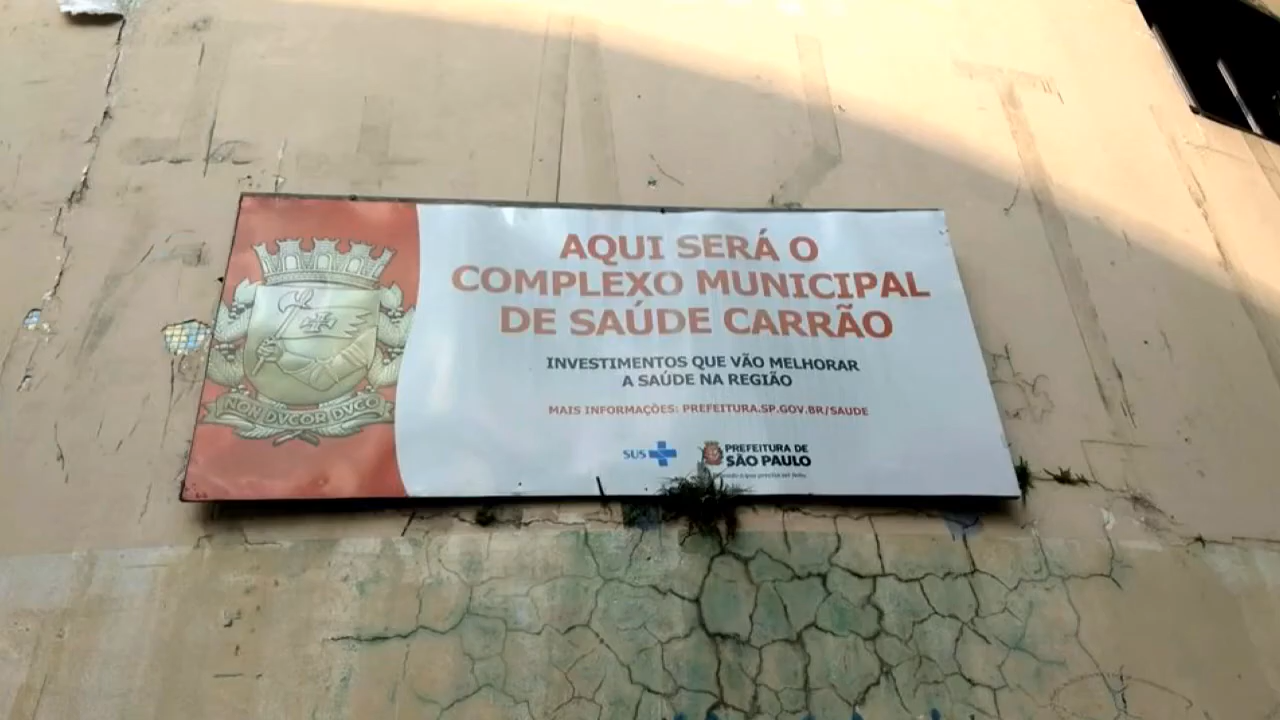 AQUI SERÁ O
COMPLEXO MUNICIPAL
DE SAÚDE CARRÃO
INVESTIMENTOS QUE VÃO MELHORAR
A SAÚDE NA REGIÃO
MAIS INFORMAÇÕES: PREFEITURA.SP.GOV.BR/SAUDE
NON DVCOR DVCO
SUS
PREFEITURA DE
SÃO PAULO